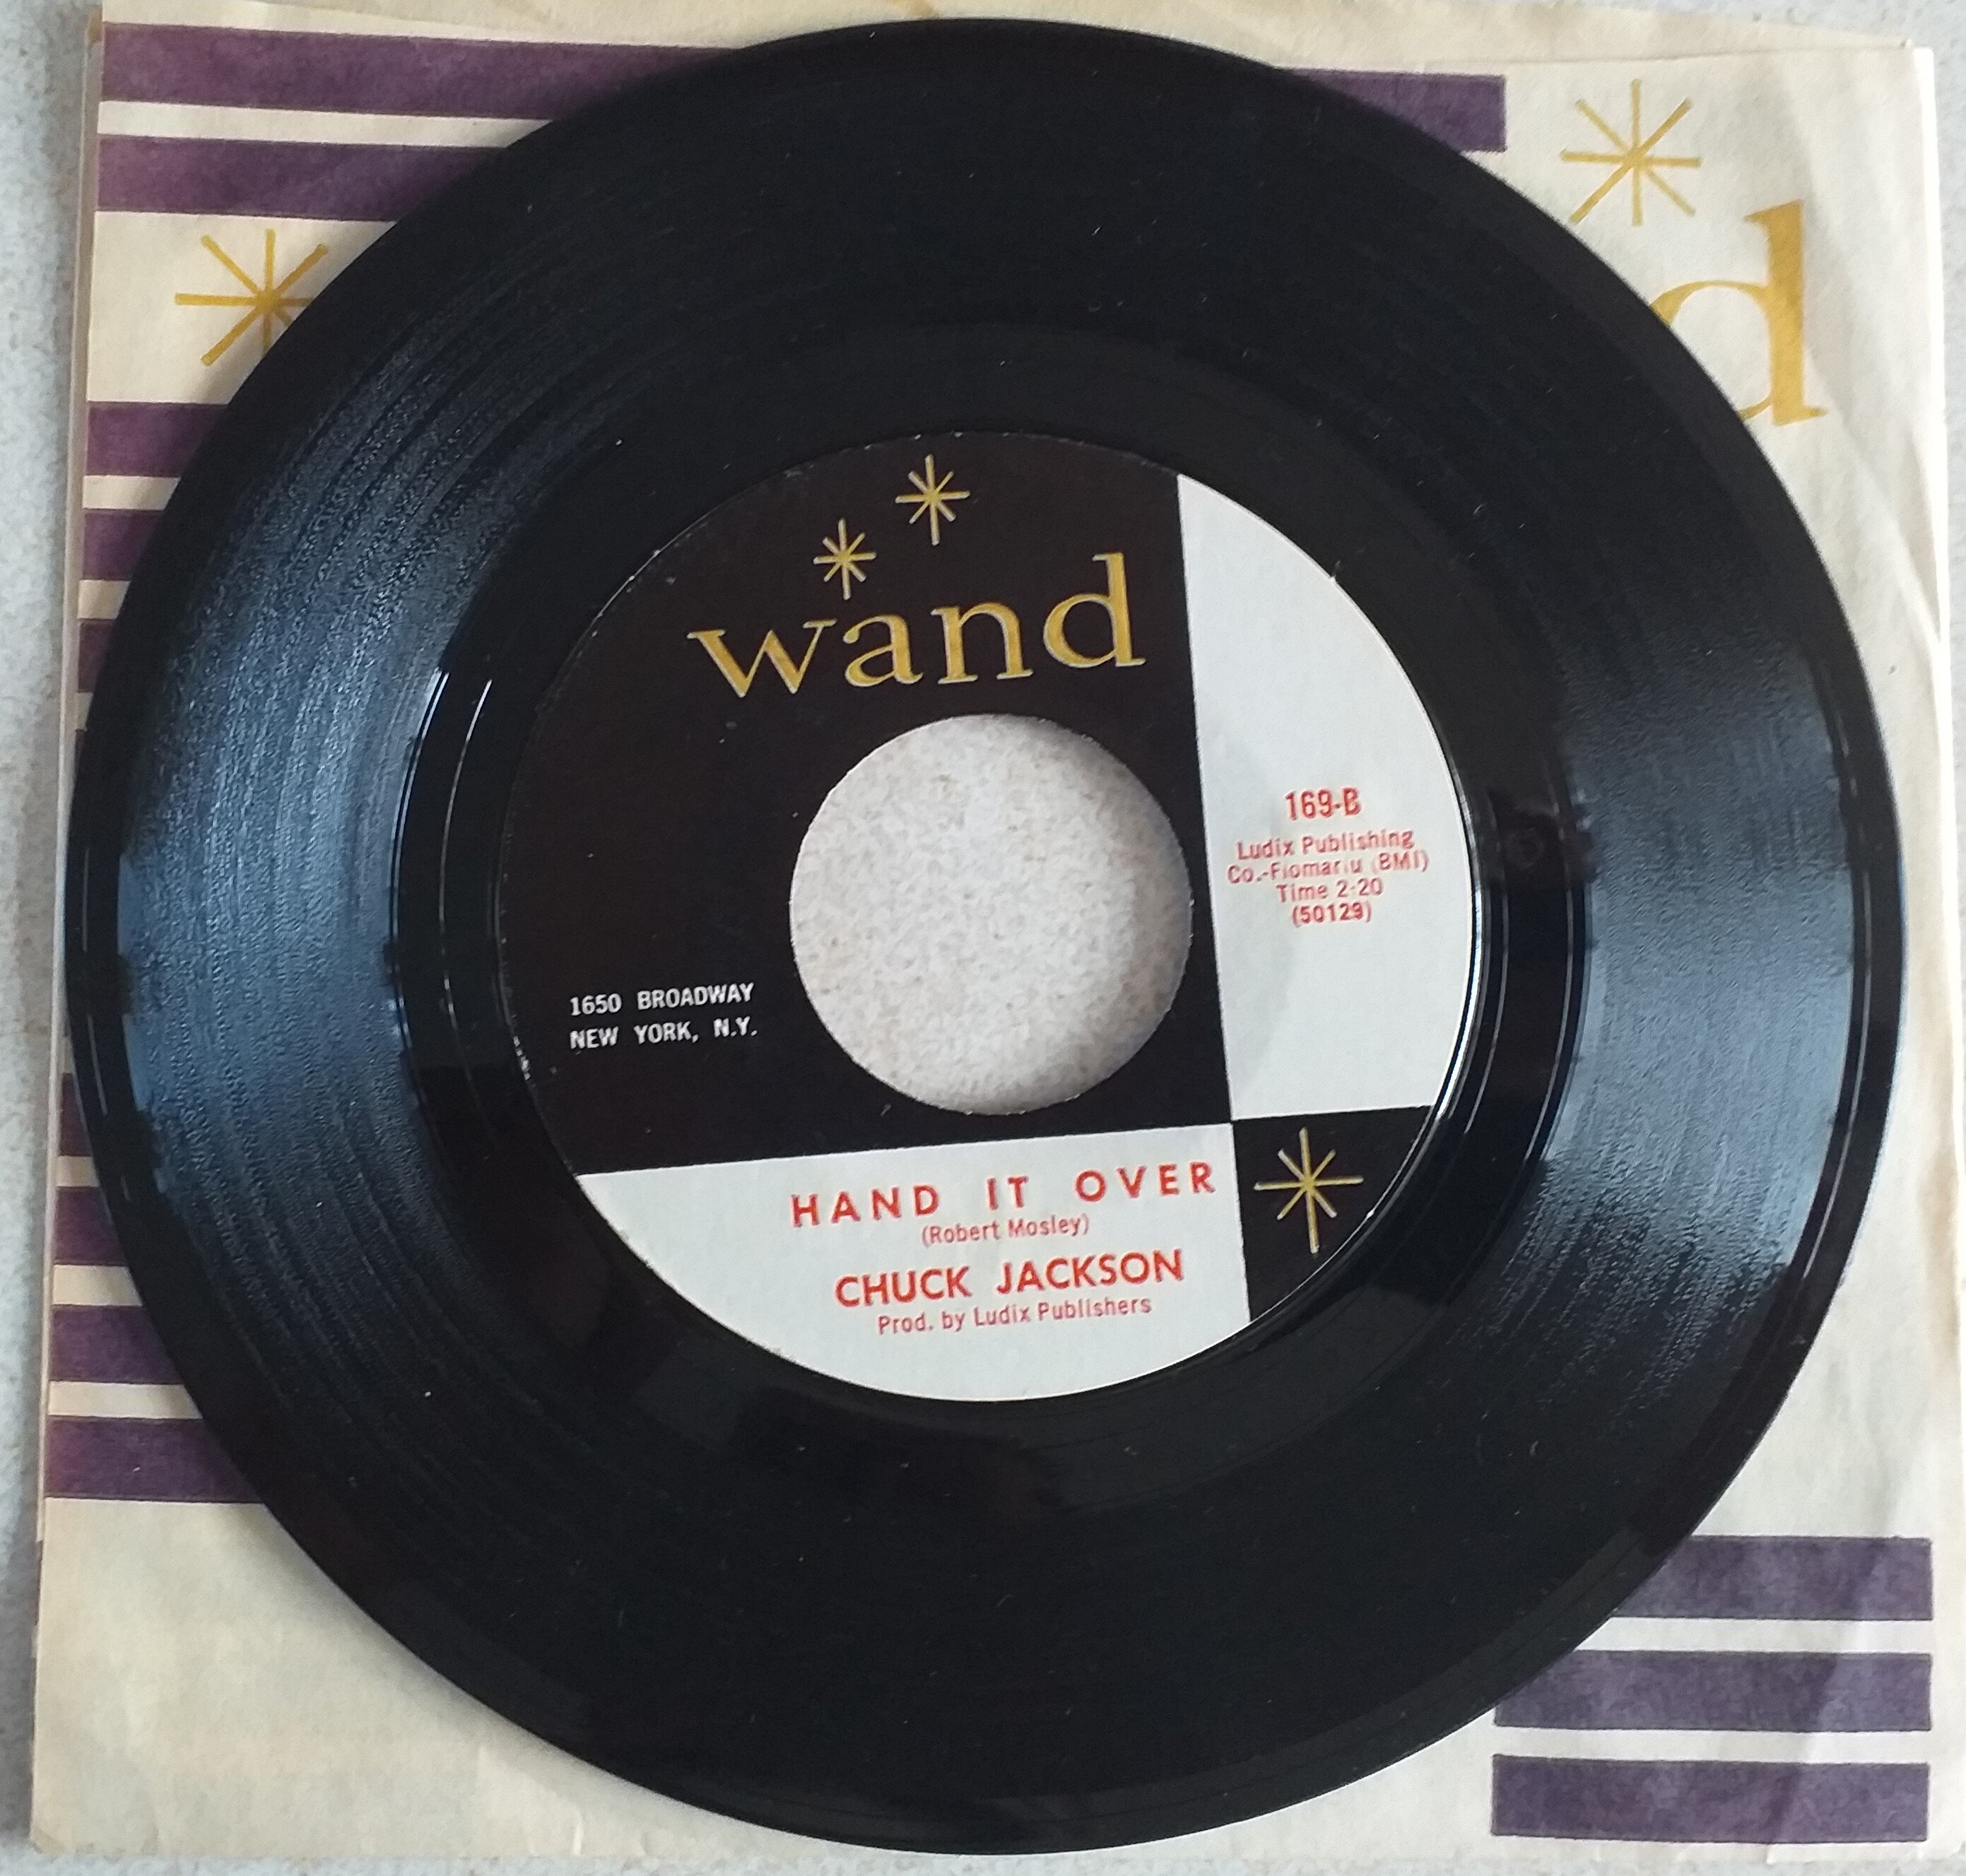 d
wand
169-B
Ludix Publishing
Co.-Flomar.u (BMI)
Time 2:20
(50129)
1650 BROADWAY
NEW YORK, N.Y.
HAND IT OVER
(Robert Mosley)
CHUCK JACKSON
Prod. by Ludix Publishers